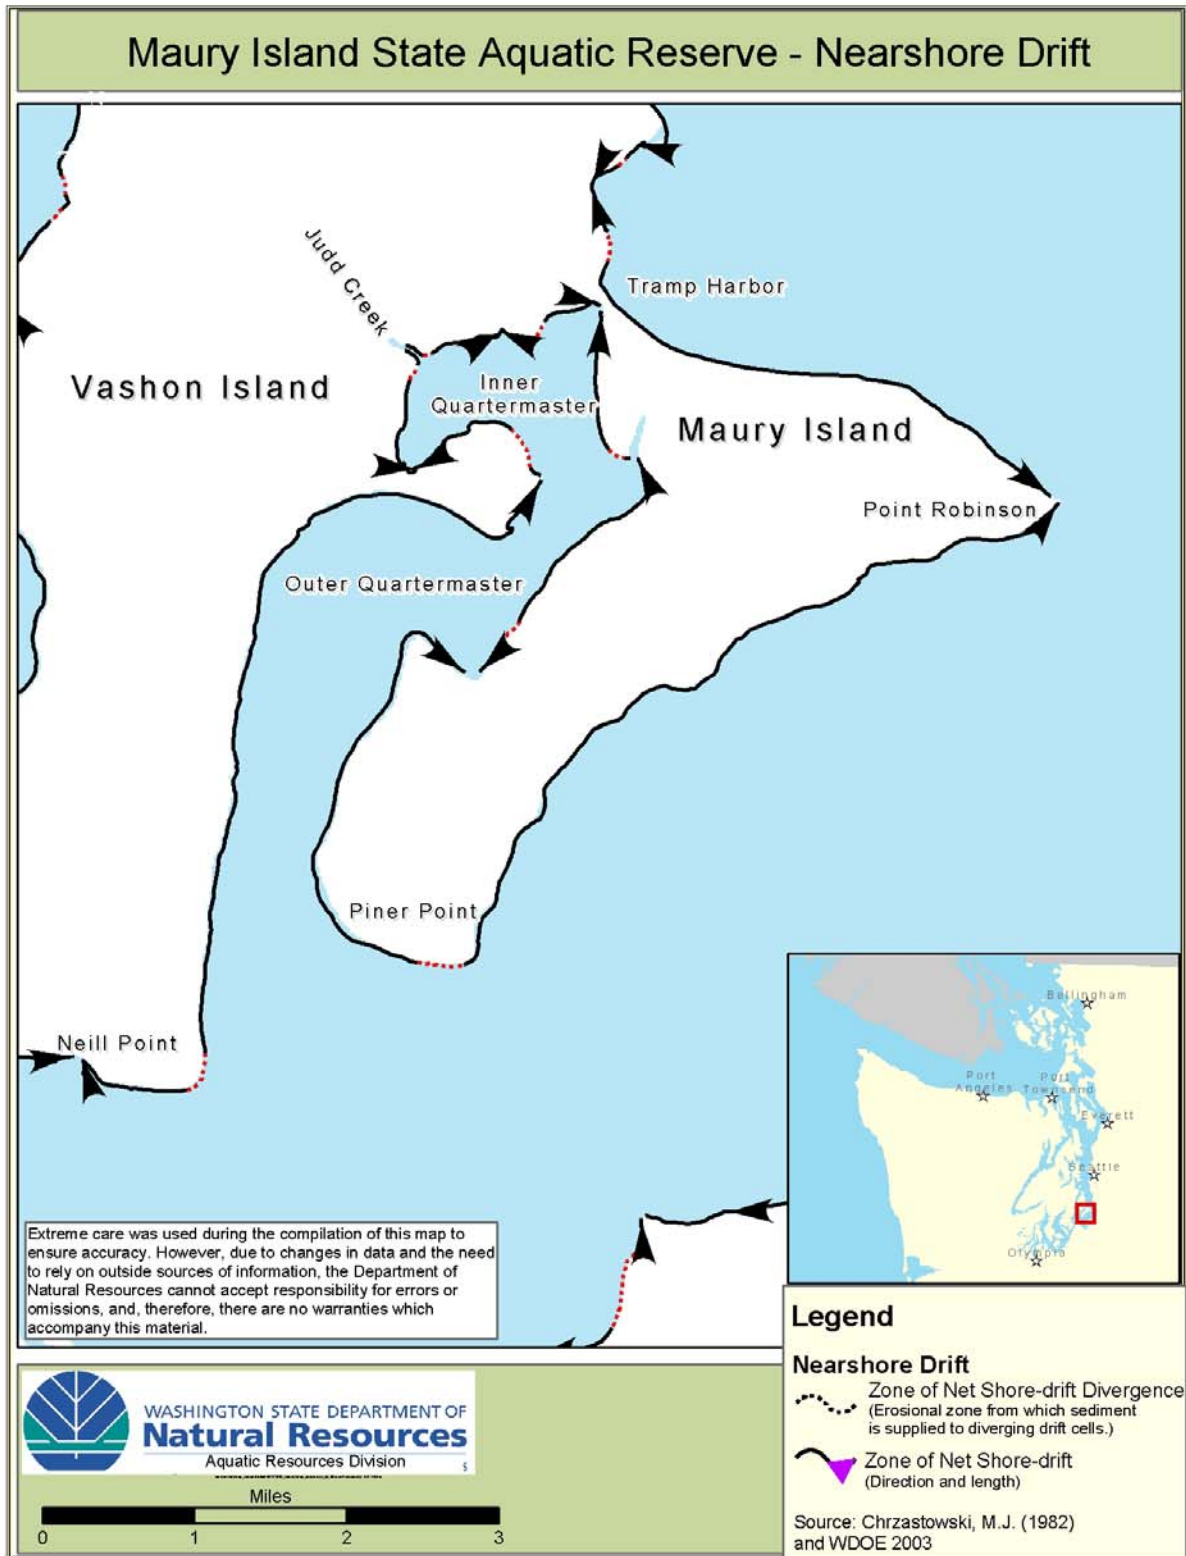 Maury Island State Aquatic Reserve - Nearshore Drift
Judd Creek
Tramp Harbor
Vashon Island
Inner
Quartermaster
Maury Island
Point Robinson
Outer Quartermaster
Piner Point
Neill Point
Bellingham
Port
Angeles
Port
Townsend
Everett
Seattle
Olympia
Extreme care was used during the compilation of this map to
ensure accuracy. However, due to changes in data and the need
to rely on outside sources of information, the Department of
Natural Resources cannot accept responsibility for errors or
omissions, and, therefore, there are no warranties which
accompany this material.
Legend
Nearshore Drift
Zone of Net Shore-drift Divergence
(Erosional zone from which sediment
is supplied to diverging drift cells.)
Zone of Net Shore-drift
(Direction and length)
Source: Chrzastowski, M.J. (1982)
and WDOE 2003
WASHINGTON STATE DEPARTMENT OF
Natural Resources
Aquatic Resources Division
Miles
0 1 2 3